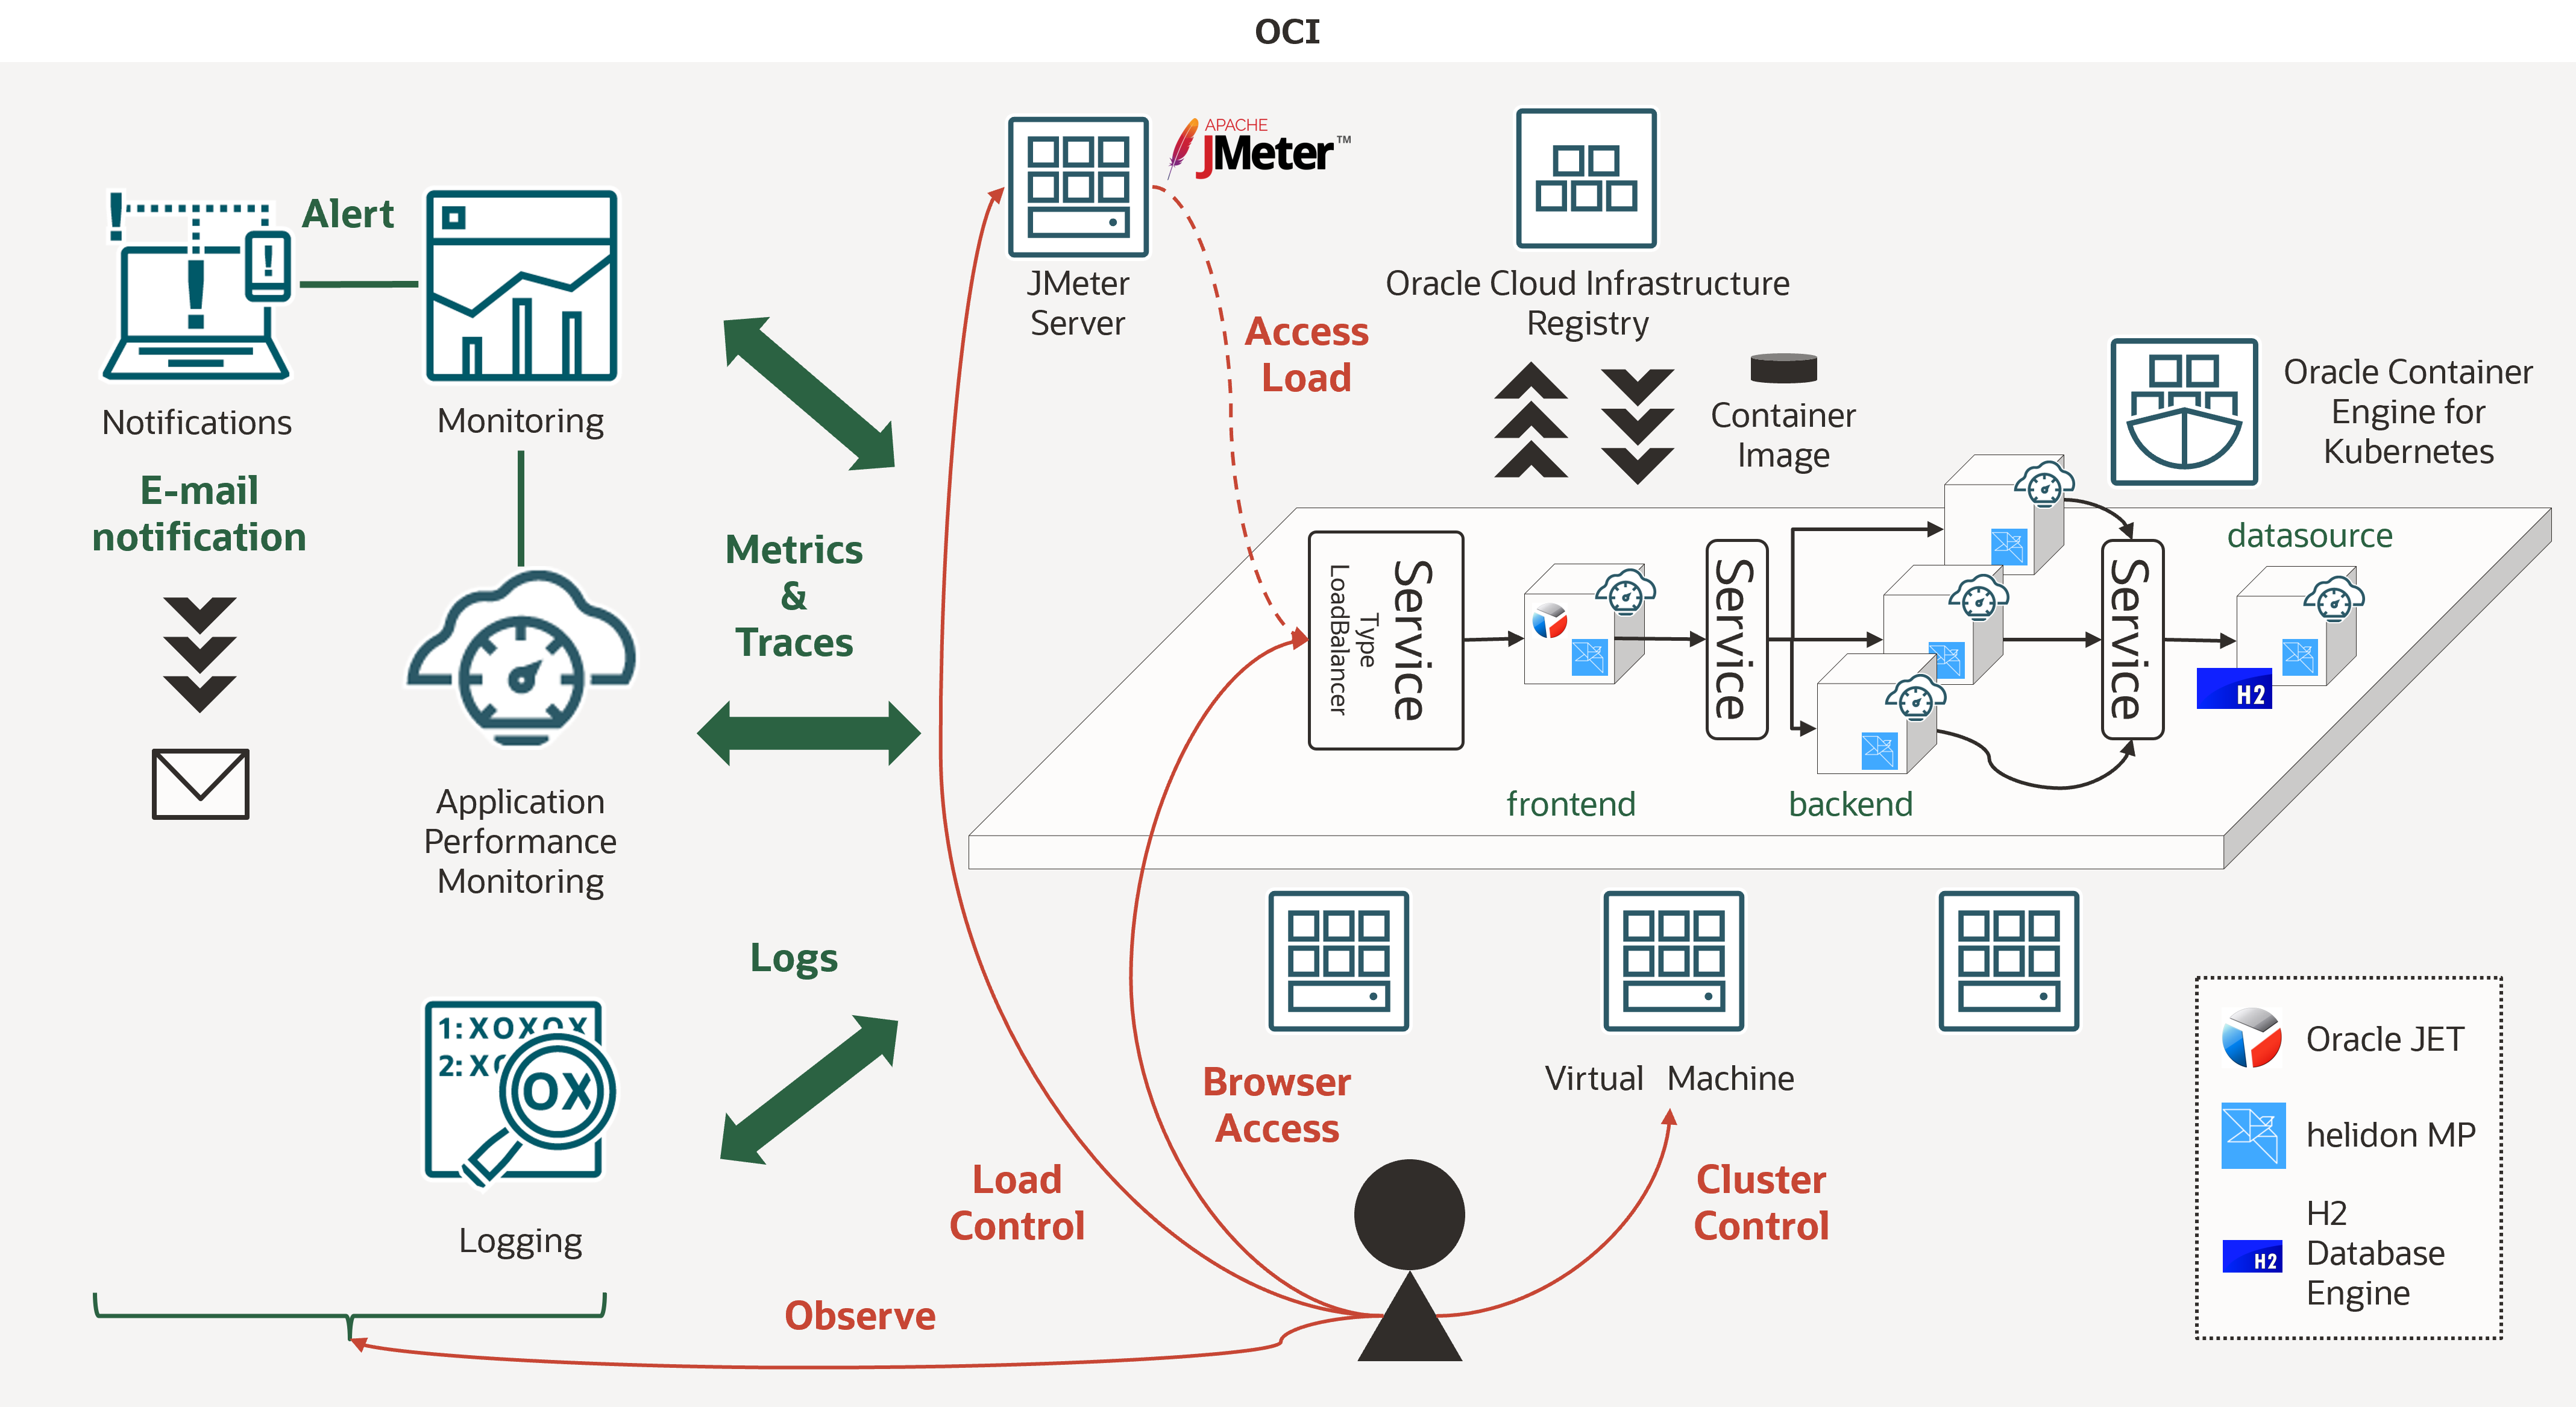 OCI
Alert
Notifications
Monitoring
E-mail
notification
Application
Performance
Monitoring
1: XOXOX
2: XO
OX
Logging
Metrics
&
Traces
Logs
Observe
APACHE
JMeter™
JMeter
Server
Access
Load
Oracle Cloud Infrastructure
Registry
Container
Image
Oracle Container
Engine for
Kubernetes
Service
Type
LoadBalancer
Service
Service
datasource
H2
frontend
backend
Browser
Access
Load
Control
Virtual Machine
Cluster
Control
Oracle JET
helidon MP
H2
H2
Database
Engine